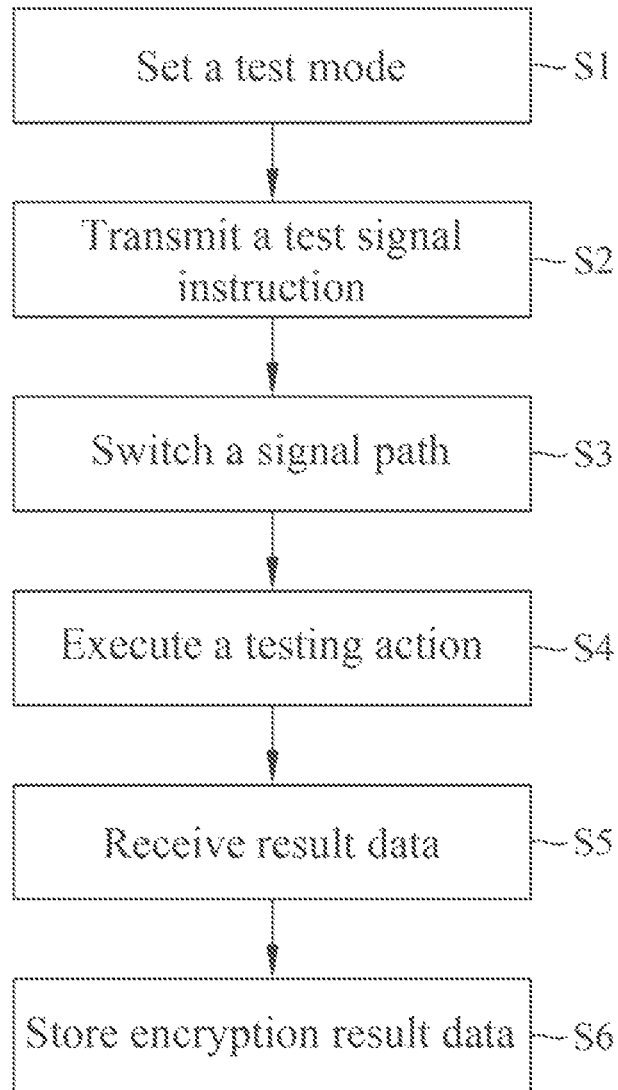 Set a test mode
S1
Transmit a test signal
instruction
S2
Switch a signal path
S3
Execute a testing action
S4
Receive result data
S5
Store encryption result data
S6